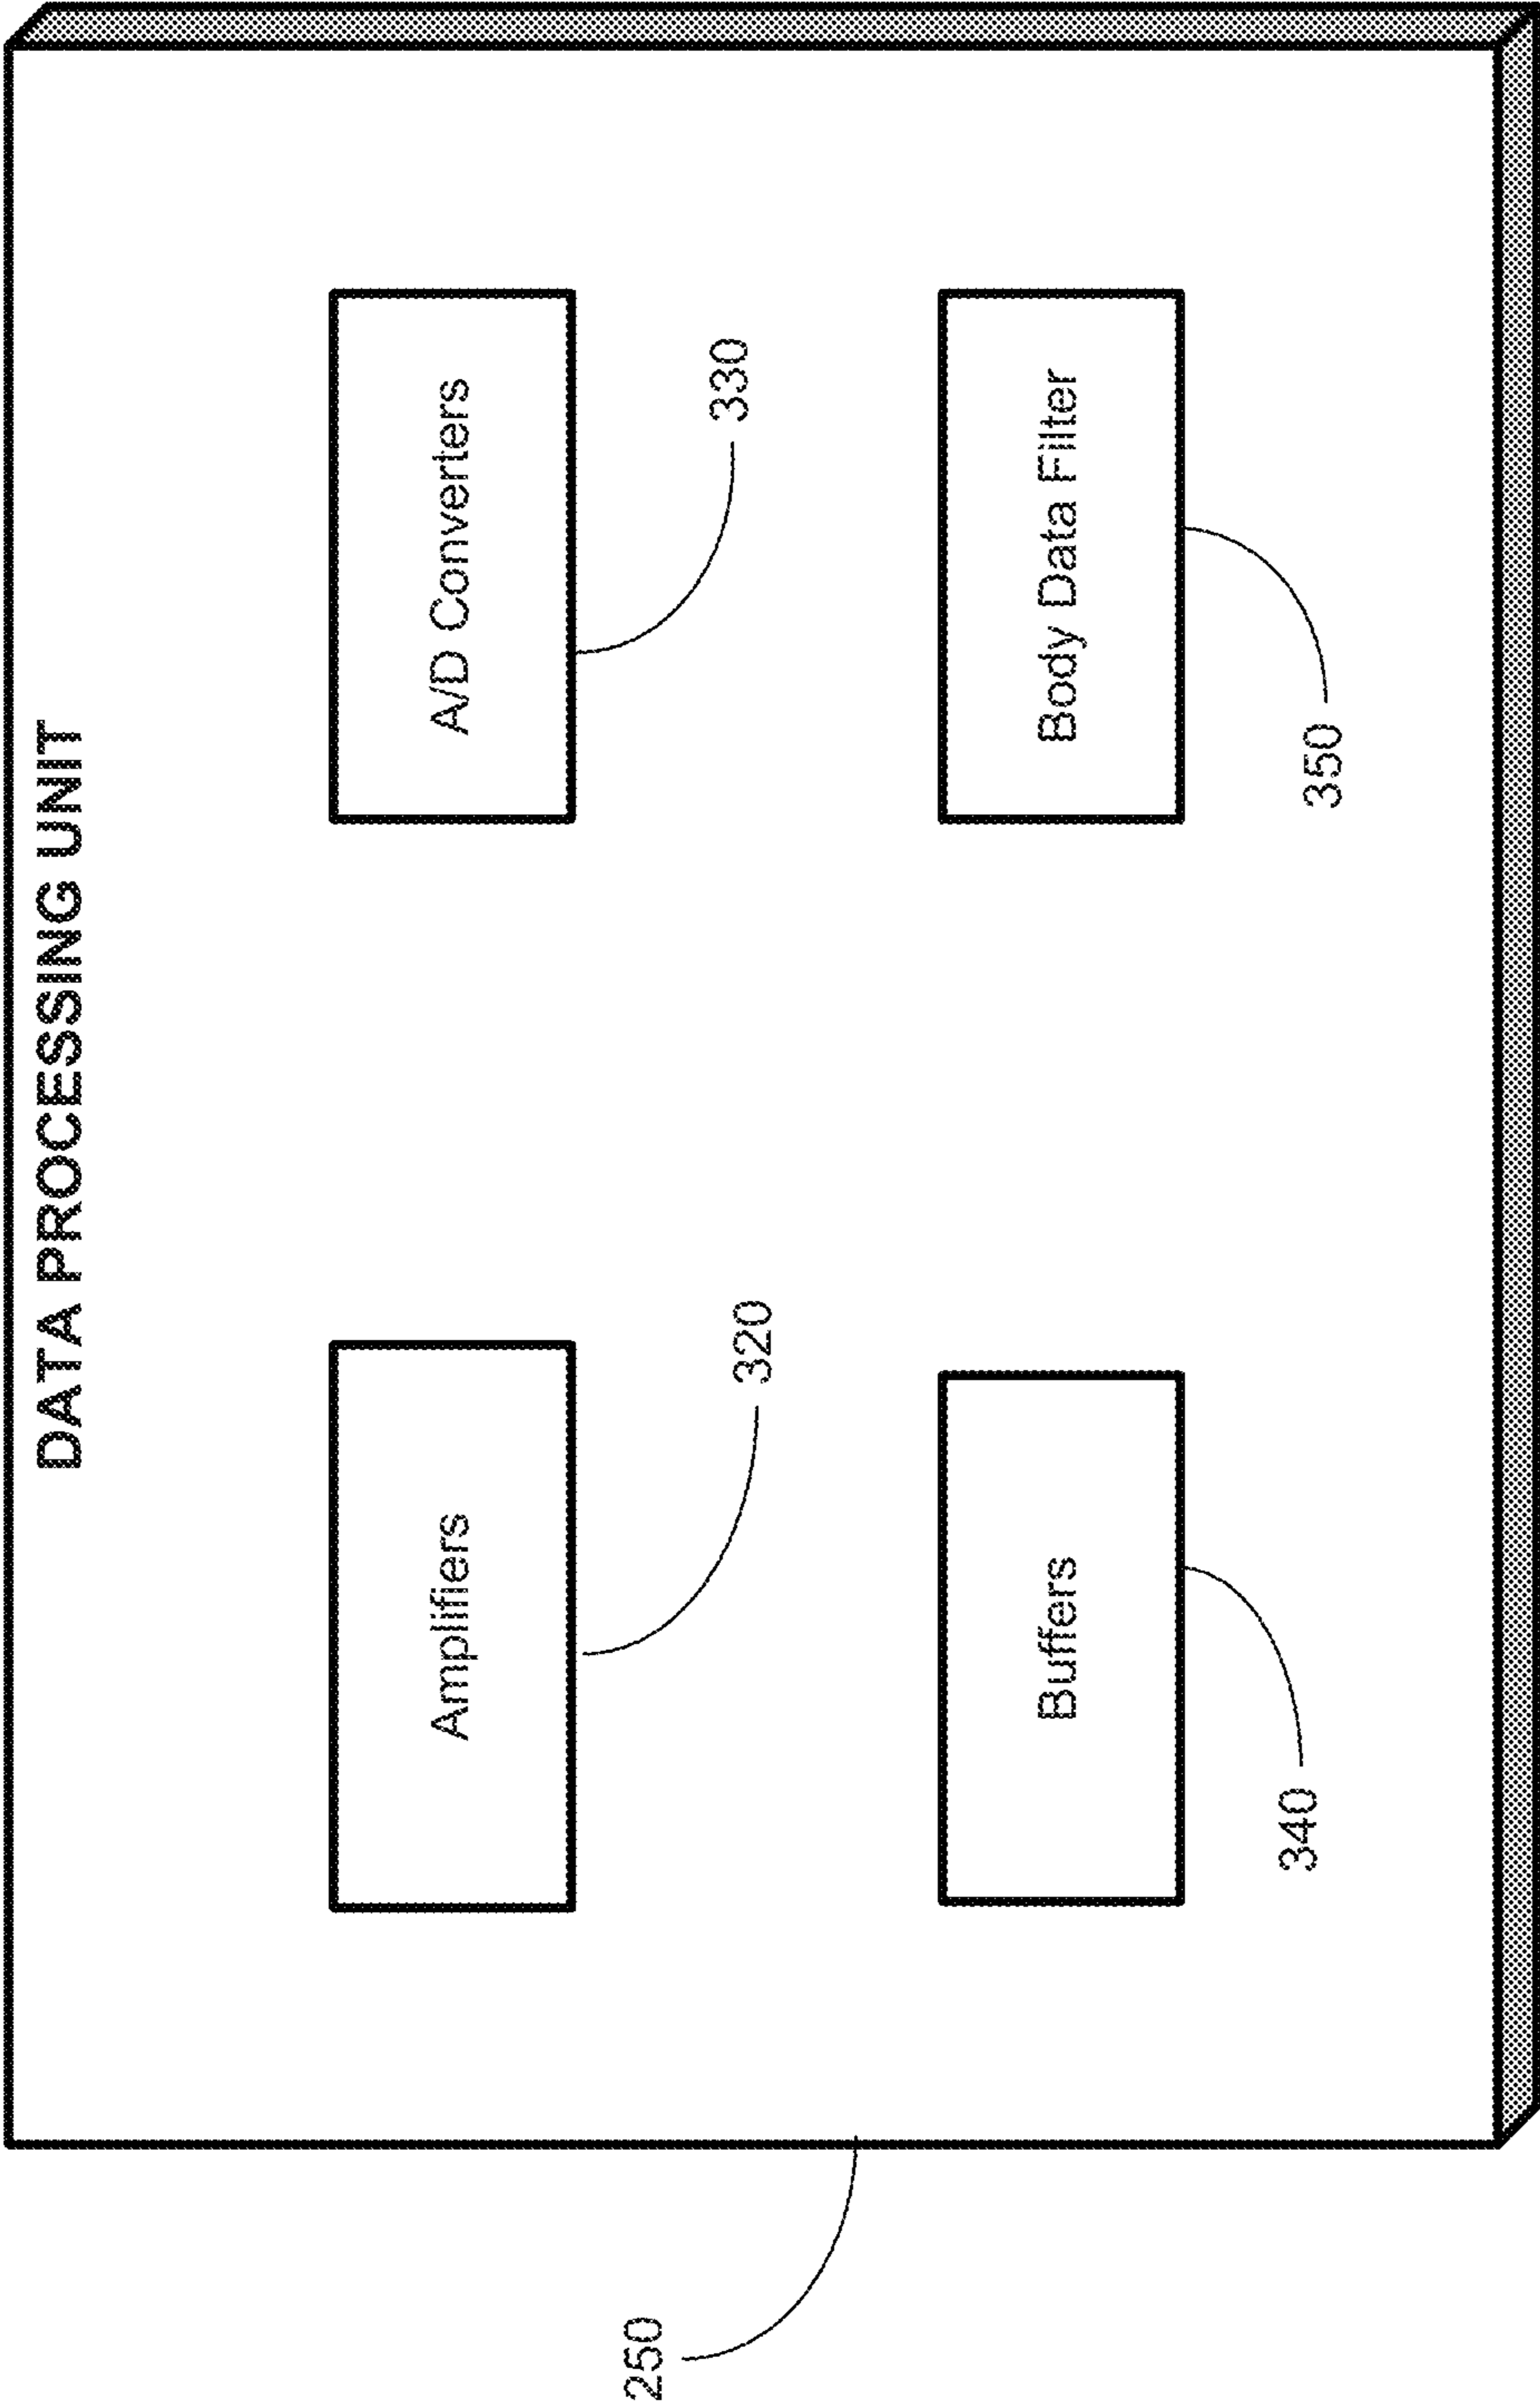 DATA PROCESSING UNIT
Amplifiers
A/D Converters
320
330
Buffers
Body Data Filter
340
350
250